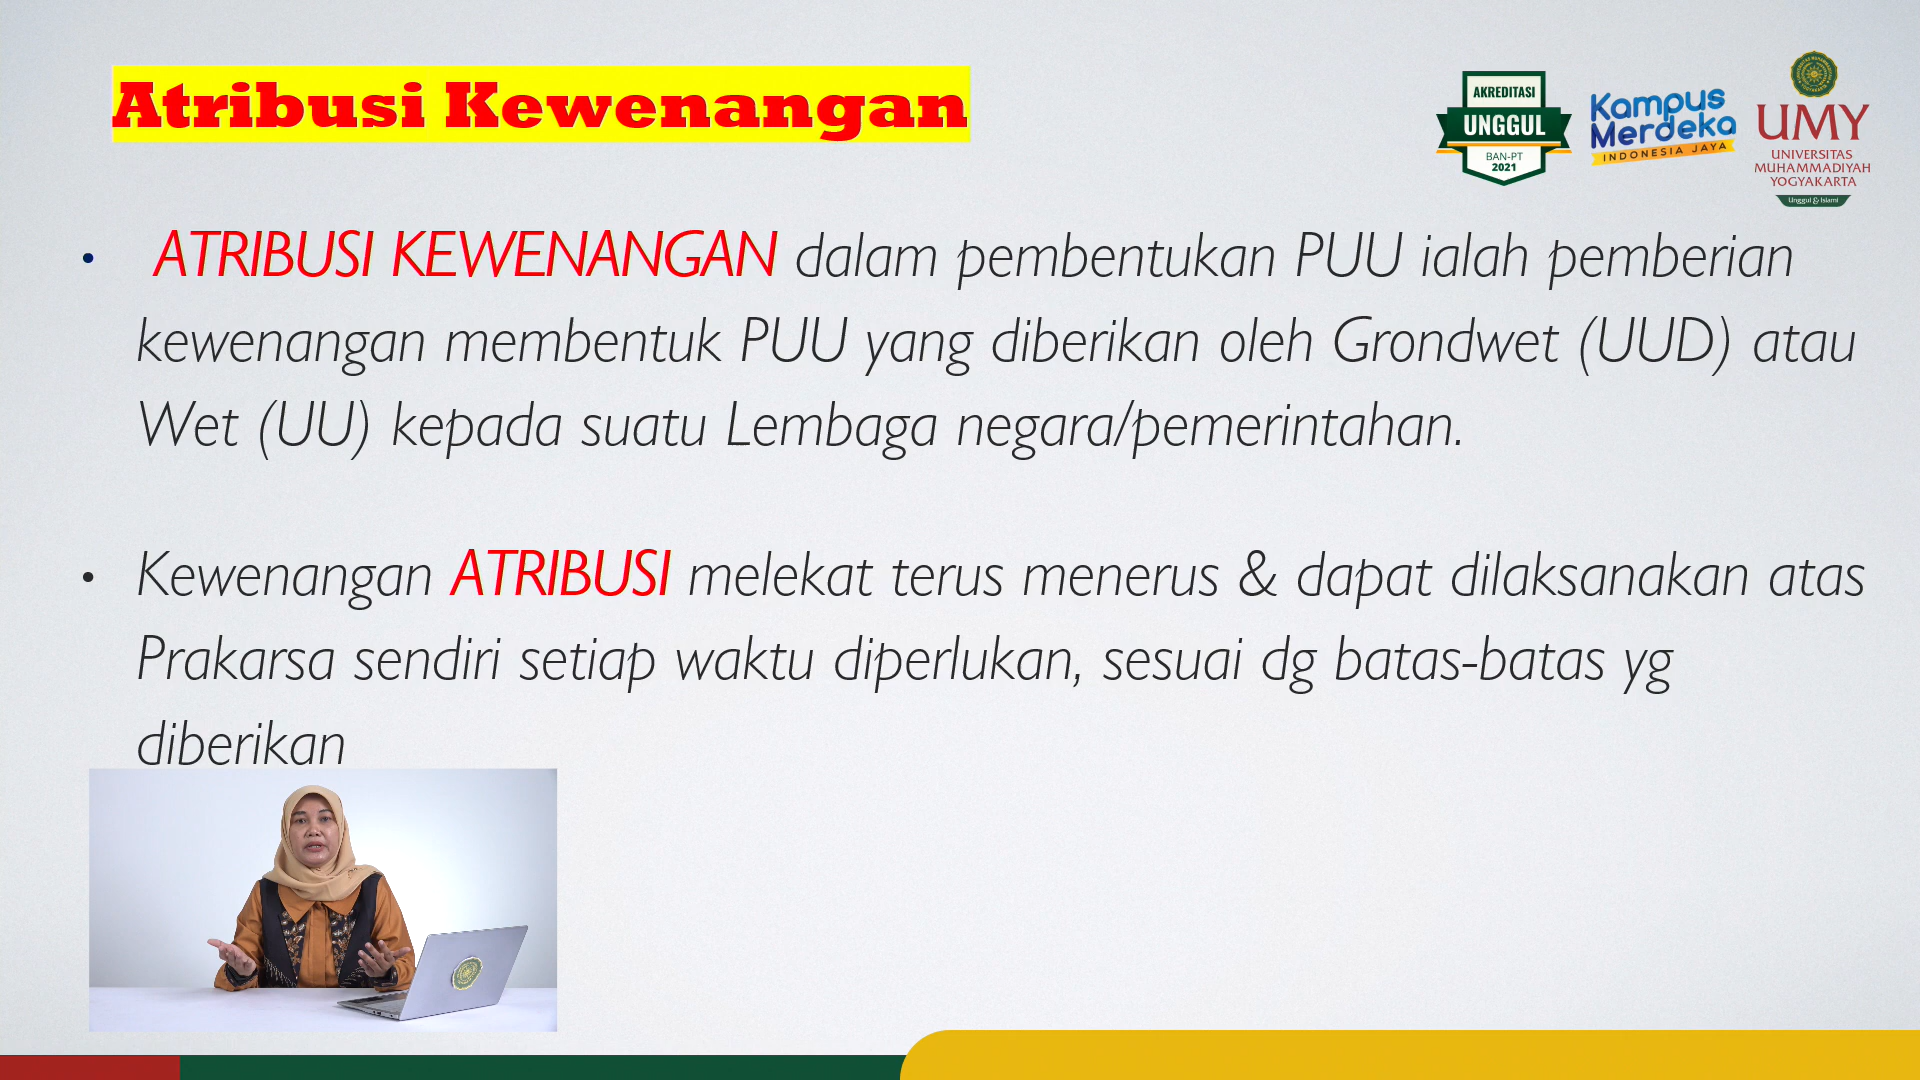 Atribusi Kewenangan
AKREDITASI
UNGGUL
BAN-PT
2021
Kampus
Merdeka
INDONESIA JAYA
UMY
UNIVERSITAS
MUHAMMADIYAH
YOGYAKARTA
Unggul & Islami
• ATRIBUSI KEWENANGAN dalam pembentukan PUU ialah pemberian
kewenangan membentuk PUU yang diberikan oleh Grondwet (UUD) atau
Wet (UU) kepada suatu Lembaga negara/pemerintahan.
• Kewenangan ATRIBUSI melekat terus menerus & dapat dilaksanakan atas
Prakarsa sendiri setiap waktu diperlukan, sesuai dg batas-batas yg
diberikan